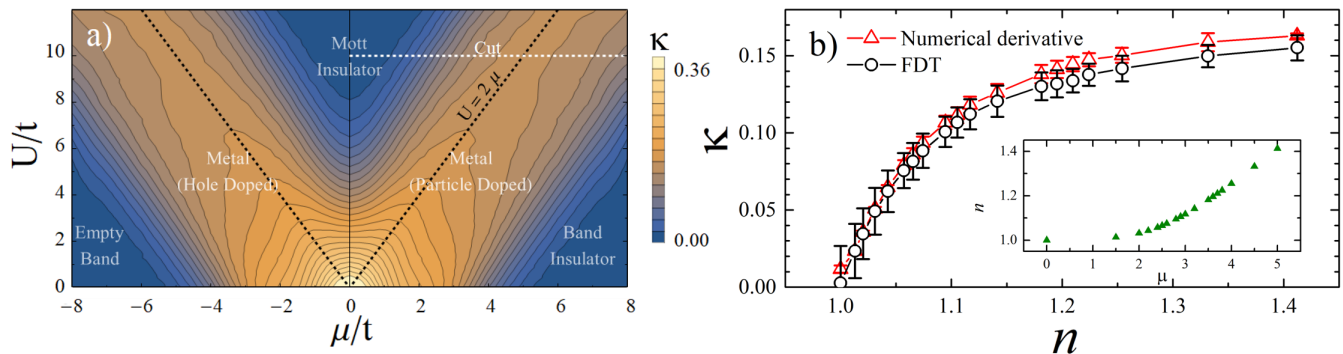 a)
U/t
10
8
6
4
2
0
Mott
Insulator
Cut
U = 2 μ
Metal
(Hole Doped)
Metal
(Particle Doped)
Empty
Band
Band
Insulator
−8 −6 −4 −2 0 2 4 6 8
μ/t
κ
0.36
0.00
b)
Numerical derivative
FDT
κ
0.15
0.10
0.05
0.00
1.0 1.1 1.2 1.3 1.4
n
n
1.4
1.2
1.0
0 1 2 3 4 5
μ